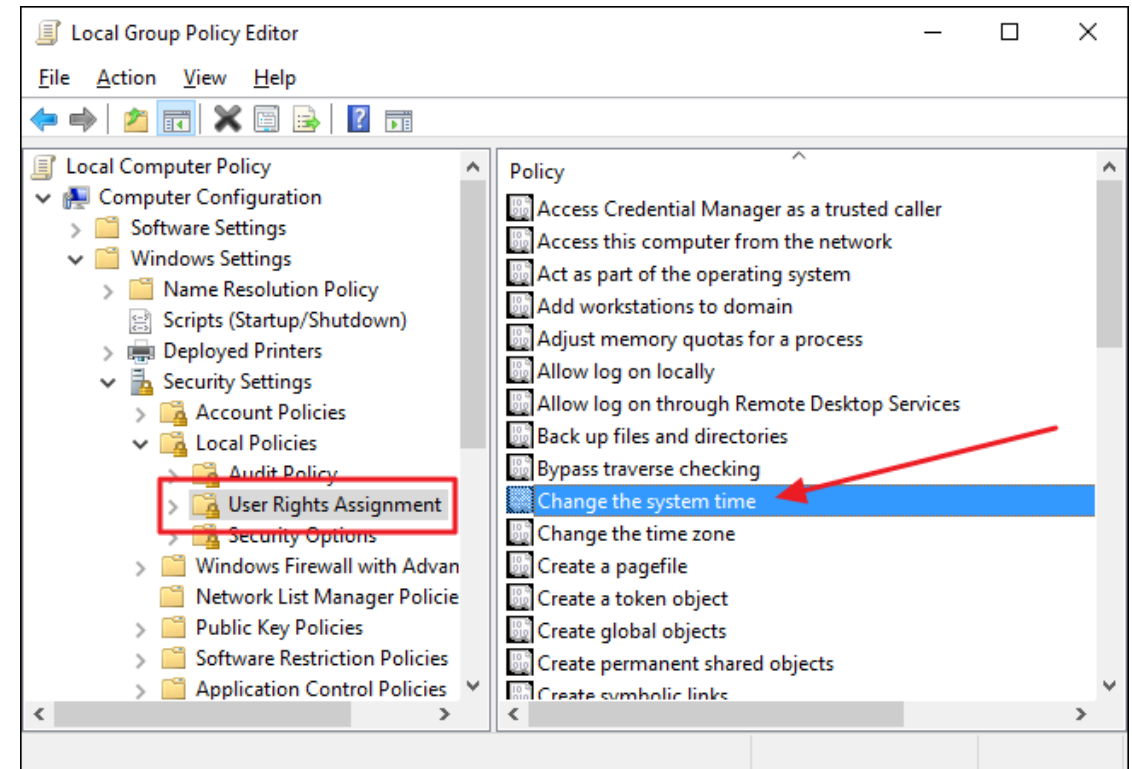 Local Group Policy Editor
File Action View Help
Local Computer Policy
Computer Configuration
Software Settings
Windows Settings
Name Resolution Policy
Scripts (Startup/Shutdown)
Deployed Printers
Security Settings
Account Policies
Local Policies
Audit Policy
User Rights Assignment
Security Options
Windows Firewall with Advan
Network List Manager Policie
Public Key Policies
Software Restriction Policies
Application Control Policies
Policy
Access Credential Manager as a trusted caller
Access this computer from the network
Act as part of the operating system
Add workstations to domain
Adjust memory quotas for a process
Allow log on locally
Allow log on through Remote Desktop Services
Back up files and directories
Bypass traverse checking
Change the system time
Change the time zone
Create a pagefile
Create a token object
Create global objects
Create permanent shared objects
Create symbolic links